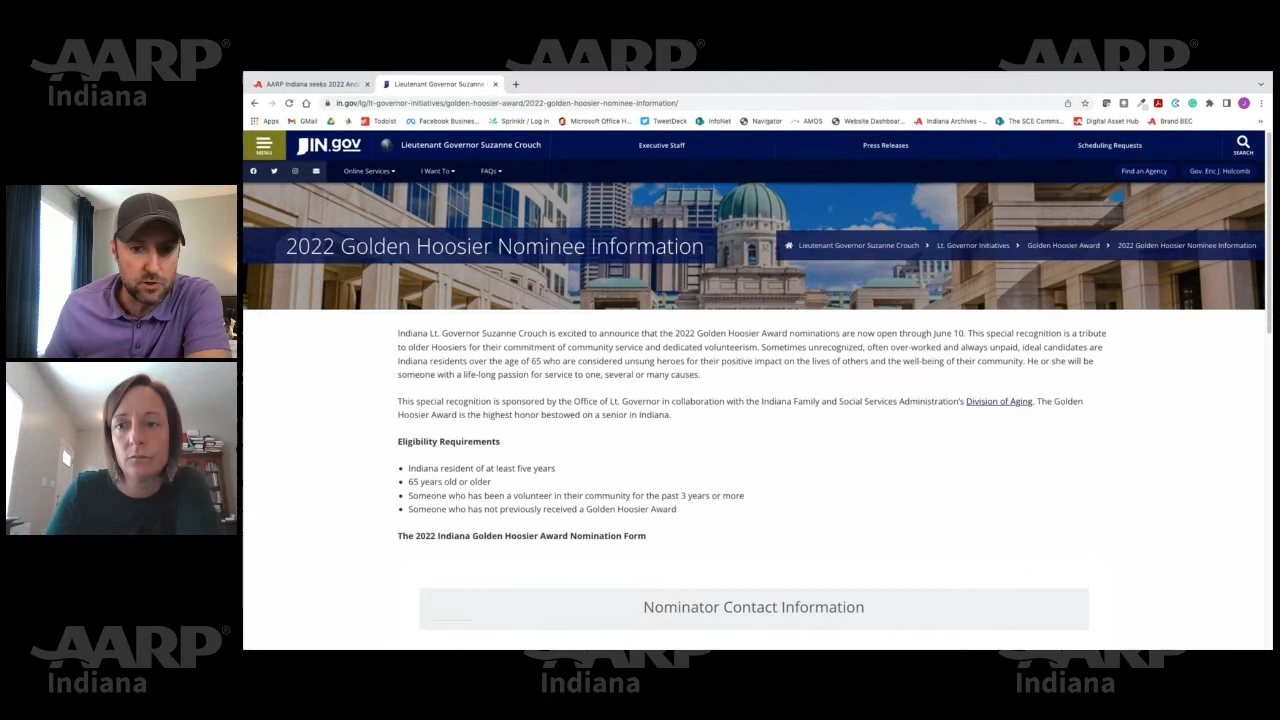 AARP®
Indiana
AARP®
AARP®
AARP Indiana seeks 2022 And
Lieutenant Governor Suzanne
in.gov/lg/lt-governor-initiatives/golden-hoosier-award/2022-golden-hoosier-nominee-information/
Apps GMail Todoist Facebook Busines... Sprinklr / Log in Microsoft Office H... TweetDeck InfoNet Navigator AMOS Website Dashboar... Indiana Archives -... The SCE Comms... Digital Asset Hub Brand BEC
MENU
IN.gov
Lieutenant Governor Suzanne Crouch
Executive Staff
Press Releases
Scheduling Requests
SEARCH
Online Services I Want To FAQs
Find an Agency
Gov. Eric J. Holcomb
2022 Golden Hoosier Nominee Information
Lieutenant Governor Suzanne Crouch > Lt. Governor Initiatives > Golden Hoosier Award > 2022 Golden Hoosier Nominee Information
Indiana Lt. Governor Suzanne Crouch is excited to announce that the 2022 Golden Hoosier Award nominations are now open through June 10. This special recognition is a tribute
to older Hoosiers for their commitment of community service and dedicated volunteerism. Sometimes unrecognized, often over-worked and always unpaid, ideal candidates are
Indiana residents over the age of 65 who are considered unsung heroes for their positive impact on the lives of others and the well-being of their community. He or she will be
someone with a life-long passion for service to one, several or many causes.
This special recognition is sponsored by the Office of Lt. Governor in collaboration with the Indiana Family and Social Services Administration's Division of Aging. The Golden
Hoosier Award is the highest honor bestowed on a senior in Indiana.
Eligibility Requirements
• Indiana resident of at least five years
• 65 years old or older
• Someone who has been a volunteer in their community for the past 3 years or more
• Someone who has not previously received a Golden Hoosier Award
The 2022 Indiana Golden Hoosier Award Nomination Form
Nominator Contact Information
AARP®
Indiana
AARP
Indiana
AARP®
Indiana